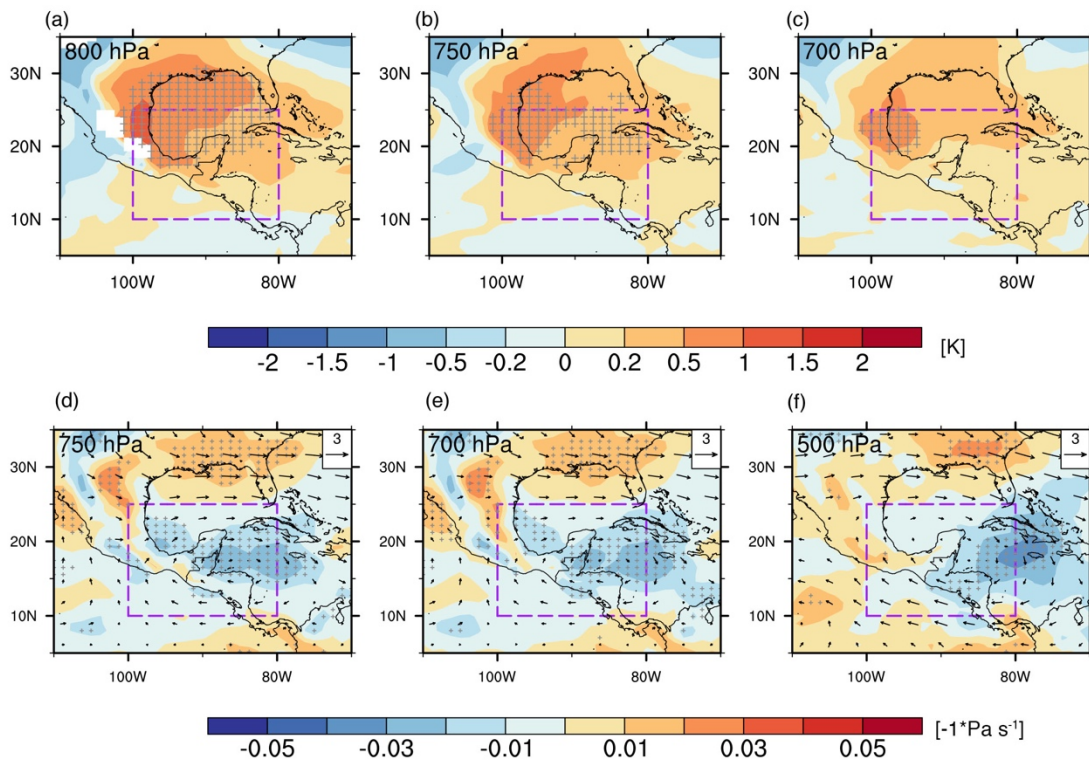 (a) (b) (c)
800 hPa 750 hPa 700 hPa
30N 30N 30N
20N 20N 20N
10N 10N 10N
100W 80W 100W 80W 100W 80W
-2 -1.5 -1 -0.5 -0.2 0 0.2 0.5 1 1.5 2 [K]
(d) (e) (f)
750 hPa 3 700 hPa 3 500 hPa 3
30N 30N 30N
20N 20N 20N
10N 10N 10N
100W 80W 100W 80W 100W 80W
-0.05 -0.03 -0.01 0.01 0.03 0.05 [-1*Pa s⁻¹]